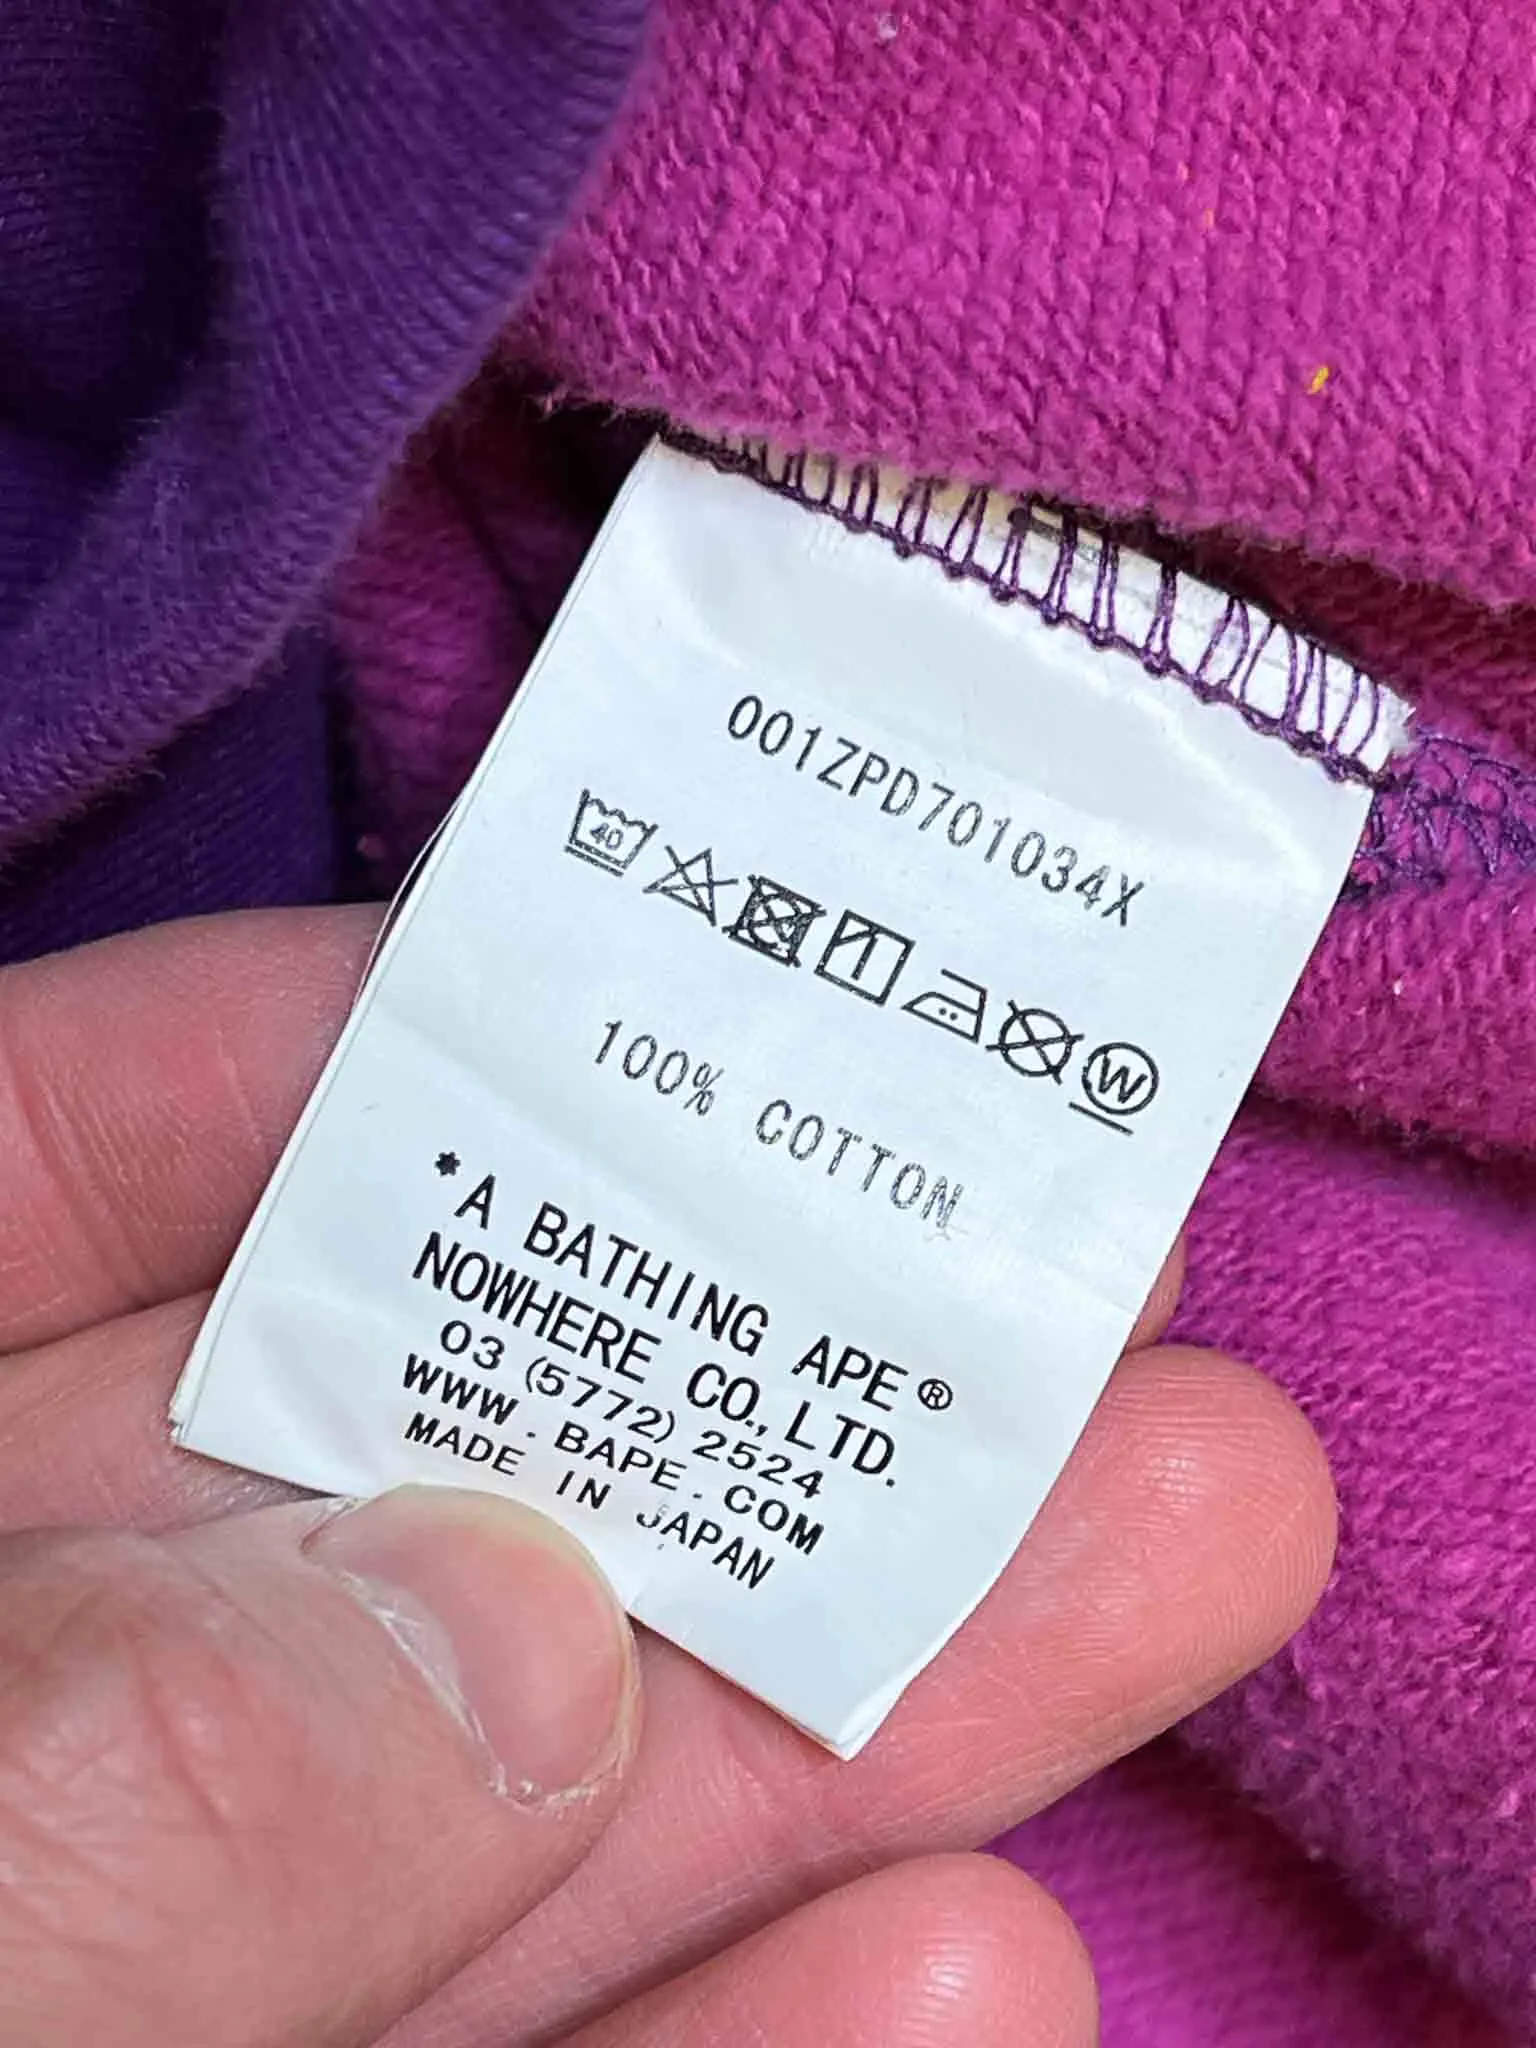 001ZPD701034X
40
W
100% COTTON
*A BATHING APE®
NOWHERE CO., LTD.
03 (5772) 2524
WWW.BAPE.COM
MADE IN JAPAN